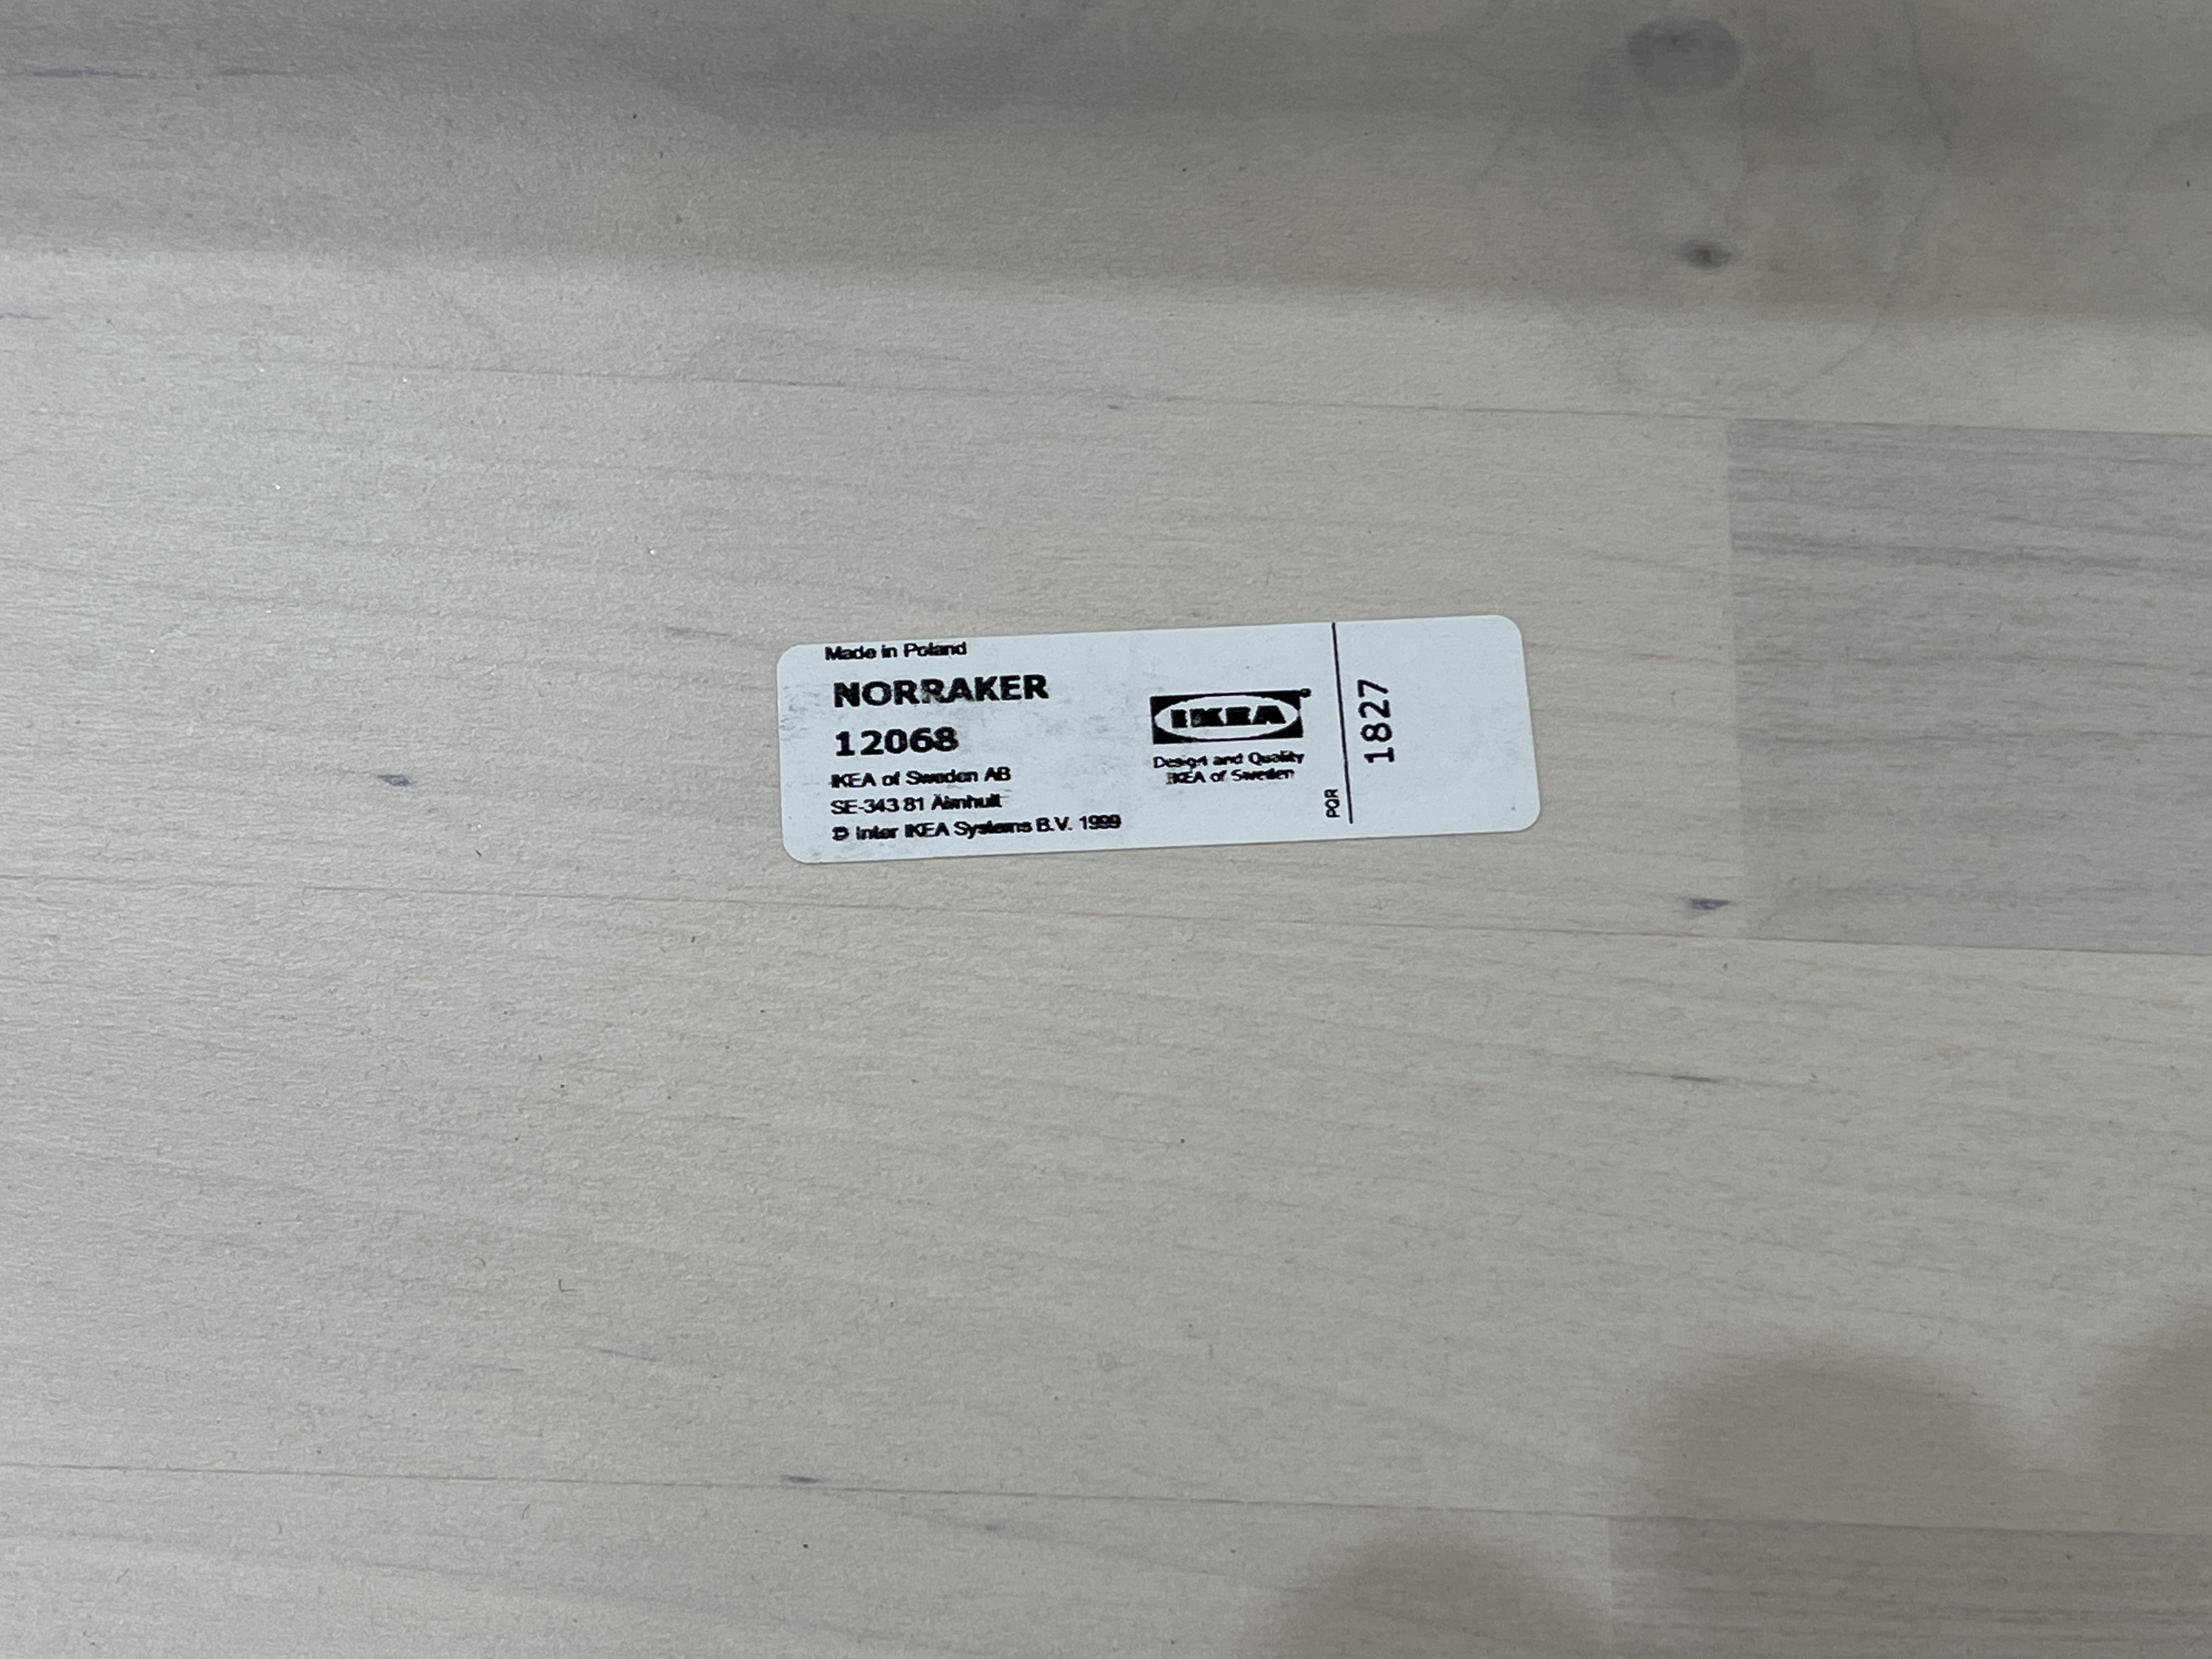 Made in Poland
NORRAKER
12068
IKEA of Sweden AB
SE-343 81 Älmhult
© Inter IKEA Systems B.V. 1999
IKEA®
Design and Quality
IKEA of Sweden
PQR
1827